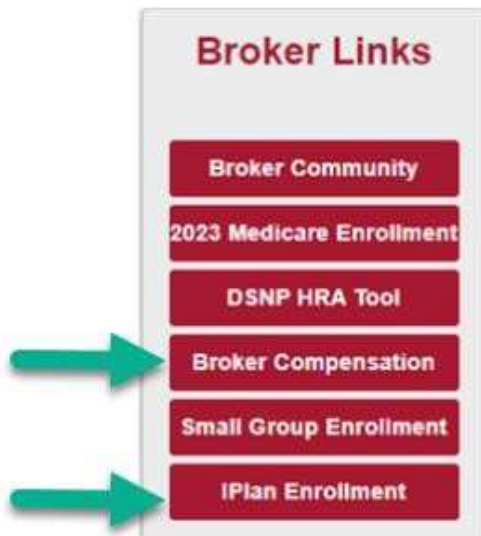 Broker Links
Broker Community
2023 Medicare Enrollment
DSNP HRA Tool
Broker Compensation
Small Group Enrollment
IPlan Enrollment